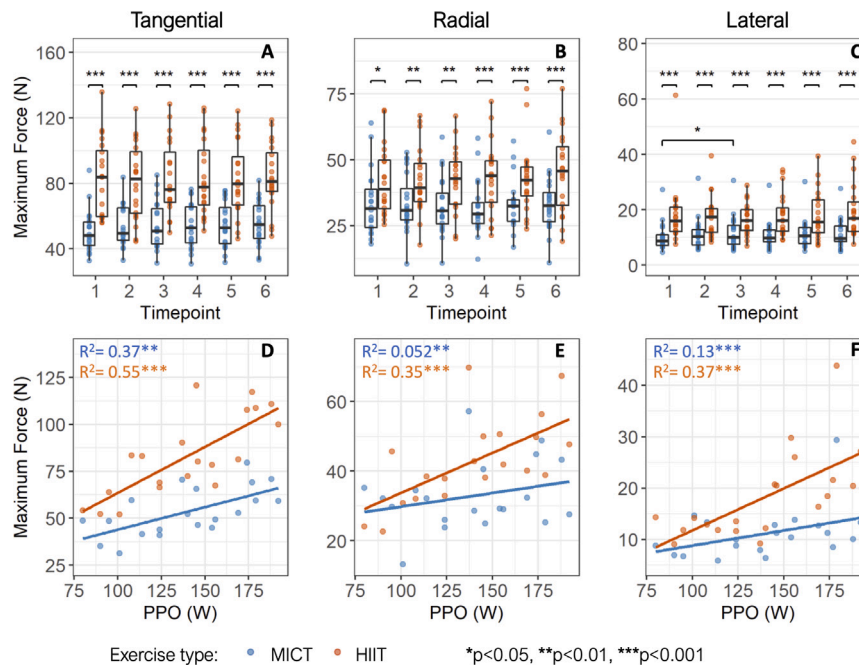 Tangential Radial Lateral
A B C
Maximum Force (N)
160
120
80
40
*** *** *** *** *** ***
1 2 3 4 5 6
Timepoint
75
50
25
* ** ** *** *** ***
1 2 3 4 5 6
Timepoint
80
60
40
20
0
*** *** *** *** *** ***
*
1 2 3 4 5 6
Timepoint
D E F
R²= 0.37**
R²= 0.55***
Maximum Force (N)
125
100
75
50
25
75 100 125 150 175
PPO (W)
R²= 0.052**
R²= 0.35***
60
40
20
75 100 125 150 175
PPO (W)
R²= 0.13***
R²= 0.37***
40
30
20
10
75 100 125 150 175
PPO (W)
Exercise type: MICT HIIT *p<0.05, **p<0.01, ***p<0.001